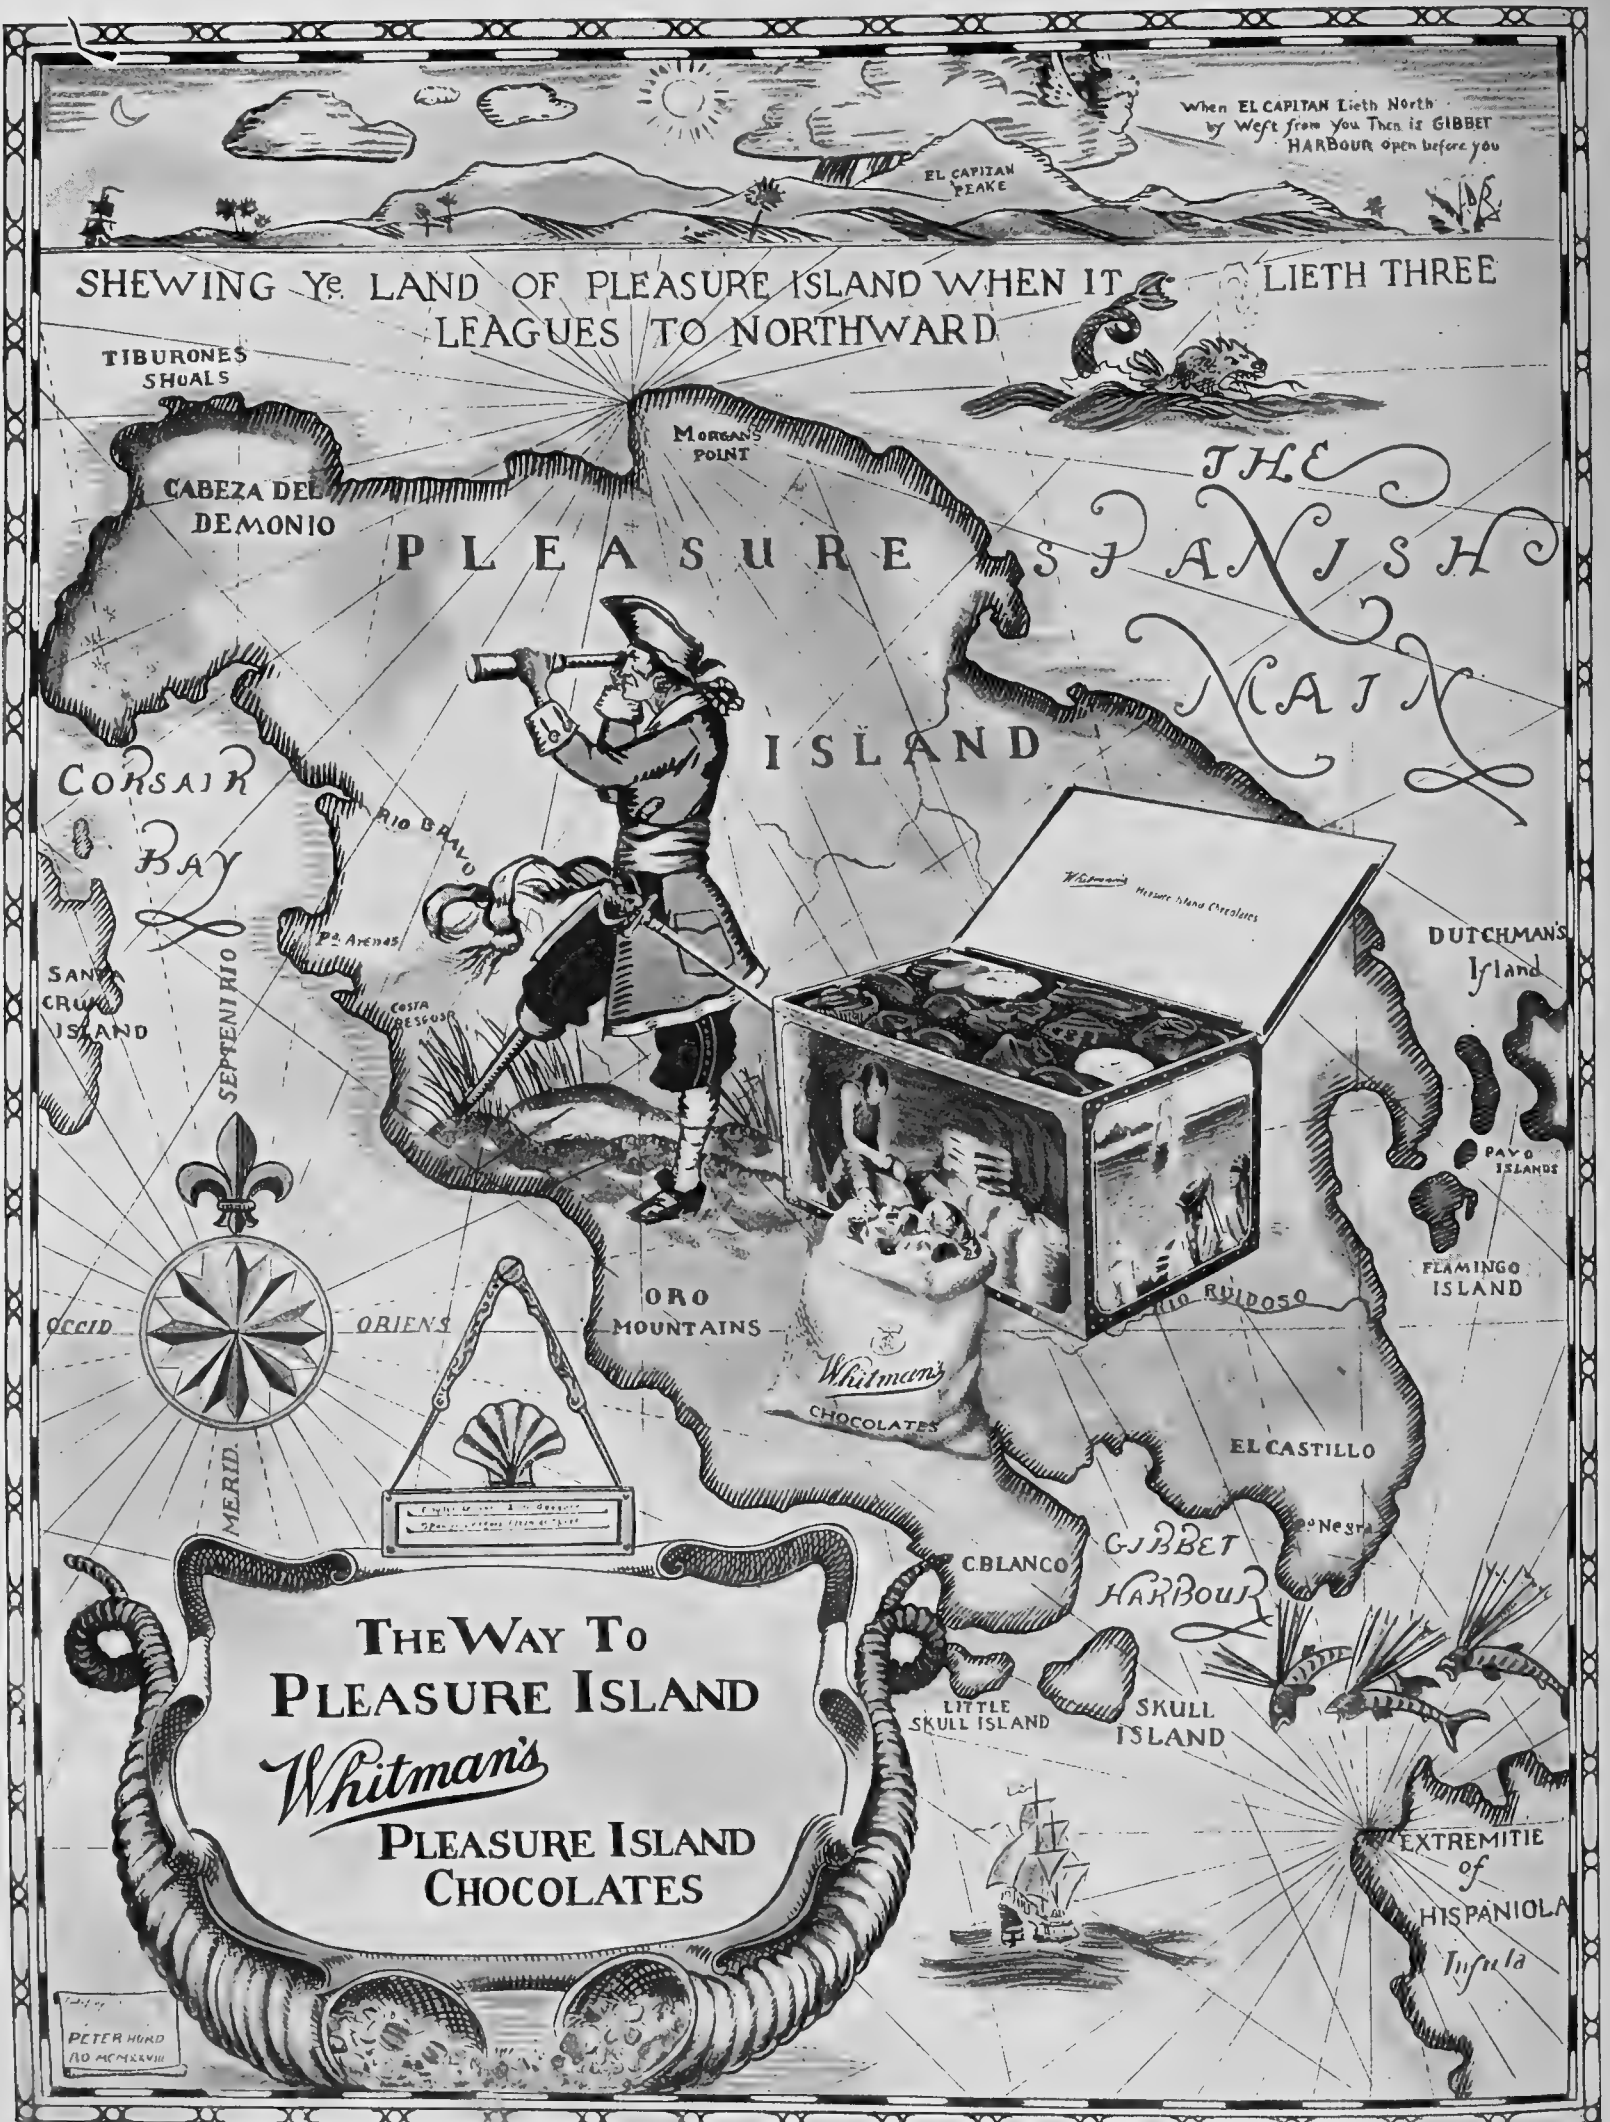 When EL CAPITAN Lieth North
by West from You Then is GIBBET
HARBOUR open before you
EL CAPITAN
PEAKE
SHEWING Ye LAND OF PLEASURE ISLAND WHEN IT LIETH THREE
LEAGUES TO NORTHWARD
TIBURONES
SHOALS
MORGANS
POINT
CABEZA DEL
DEMONIO
THE
SPANISH
MAIN
PLEASURE
ISLAND
CORSAIR
BAY
RIO BRAVO
Pa. Arenas
COSTA
SANTA
CRUZ
ISLAND
Whitman's
Pleasure Island Chocolates
DUTCHMAN'S
Island
PAVO
ISLANDS
FLAMINGO
ISLAND
SEPTENTRIO
OCCID.
ORIENS
MERID.
ORO
MOUNTAINS
RIO RUIDOSO
Whitman's
CHOCOLATES
EL CASTILLO
Negra
C. BLANCO
GIBBET
HARBOUR
LITTLE
SKULL ISLAND
SKULL
ISLAND
THE WAY TO
PLEASURE ISLAND
Whitman's
PLEASURE ISLAND
CHOCOLATES
EXTREMITIE
of
HISPANIOLA
Insula
PETER HURD
MCMXXVIII